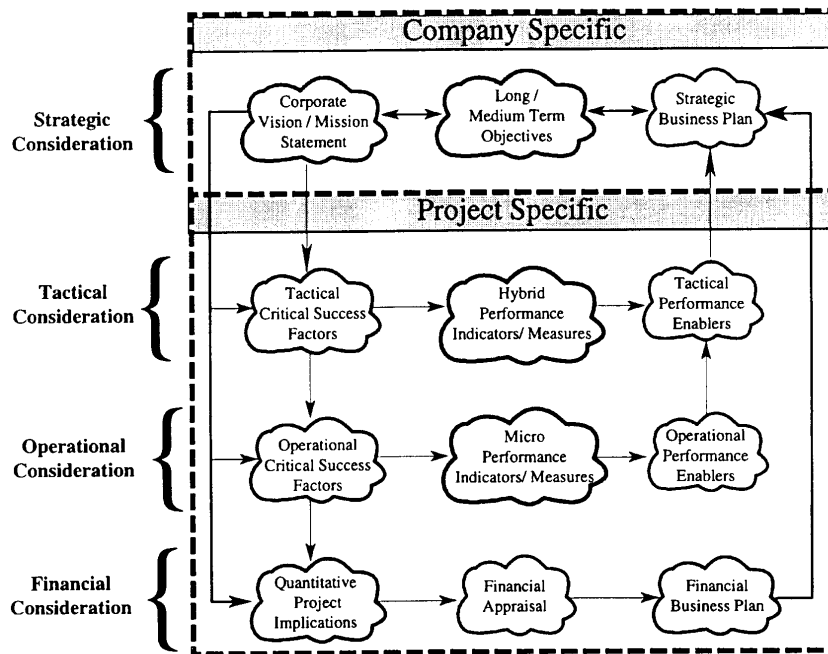 Company Specific
Strategic
Consideration
Corporate
Vision / Mission
Statement
Long /
Medium Term
Objectives
Strategic
Business Plan
Project Specific
Tactical
Consideration
Tactical
Critical Success
Factors
Hybrid
Performance
Indicators/ Measures
Tactical
Performance
Enablers
Operational
Consideration
Operational
Critical Success
Factors
Micro
Performance
Indicators/ Measures
Operational
Performance
Enablers
Financial
Consideration
Quantitative
Project
Implications
Financial
Appraisal
Financial
Business Plan